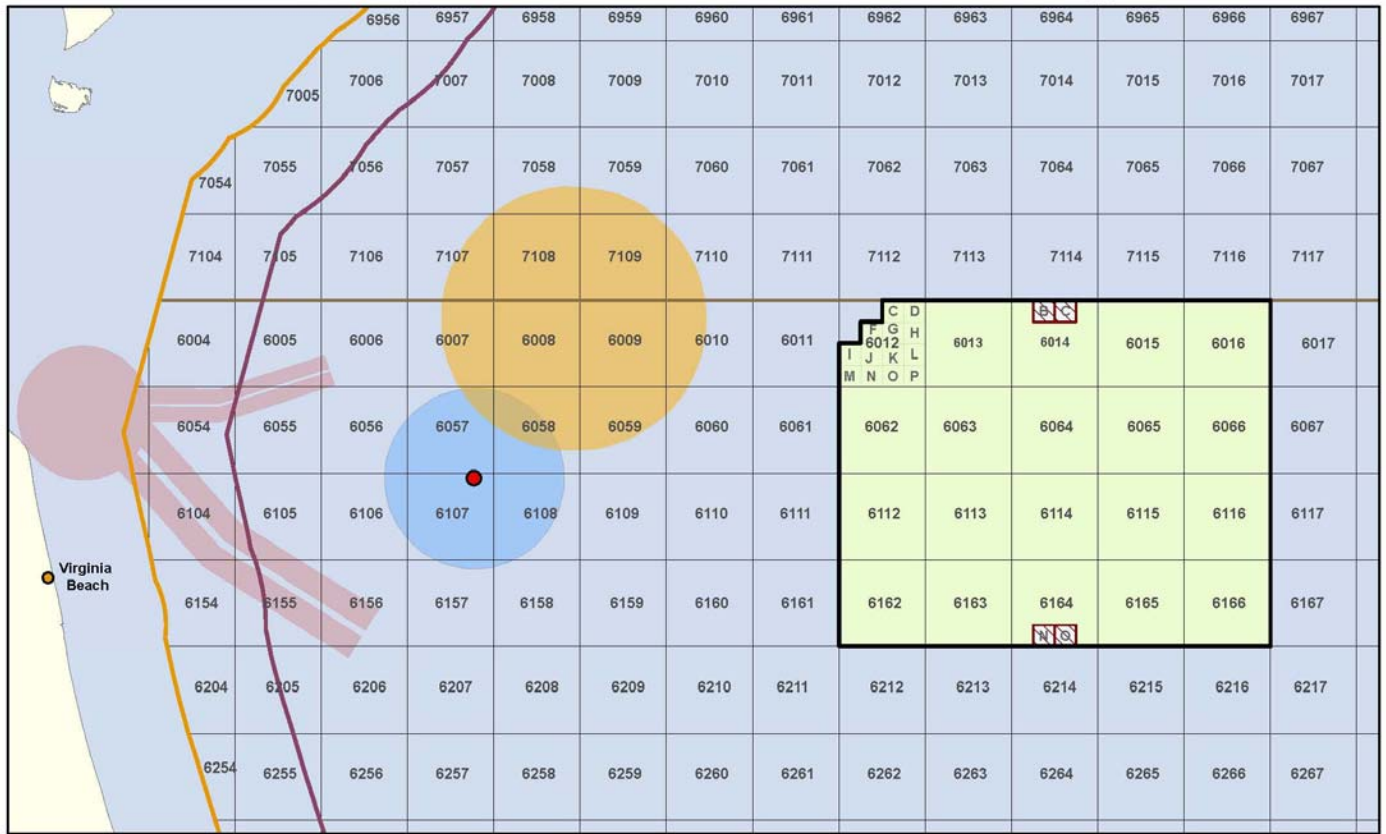 6956 6957 6958 6959 6960 6961 6962 6963 6964 6965 6966 6967
7005 7006 7007 7008 7009 7010 7011 7012 7013 7014 7015 7016 7017
7054 7055 7056 7057 7058 7059 7060 7061 7062 7063 7064 7065 7066 7067
7104 7105 7106 7107 7108 7109 7110 7111 7112 7113 7114 7115 7116 7117
C D B C
F G H
6004 6005 6006 6007 6008 6009 6010 6011 6012 6013 6014 6015 6016 6017
I J K L
M N O P
6054 6055 6056 6057 6058 6059 6060 6061 6062 6063 6064 6065 6066 6067
6104 6105 6106 6107 6108 6109 6110 6111 6112 6113 6114 6115 6116 6117
Virginia
Beach
6154 6155 6156 6157 6158 6159 6160 6161 6162 6163 6164 6165 6166 6167
N O
6204 6205 6206 6207 6208 6209 6210 6211 6212 6213 6214 6215 6216 6217
6254 6255 6256 6257 6258 6259 6260 6261 6262 6263 6264 6265 6266 6267